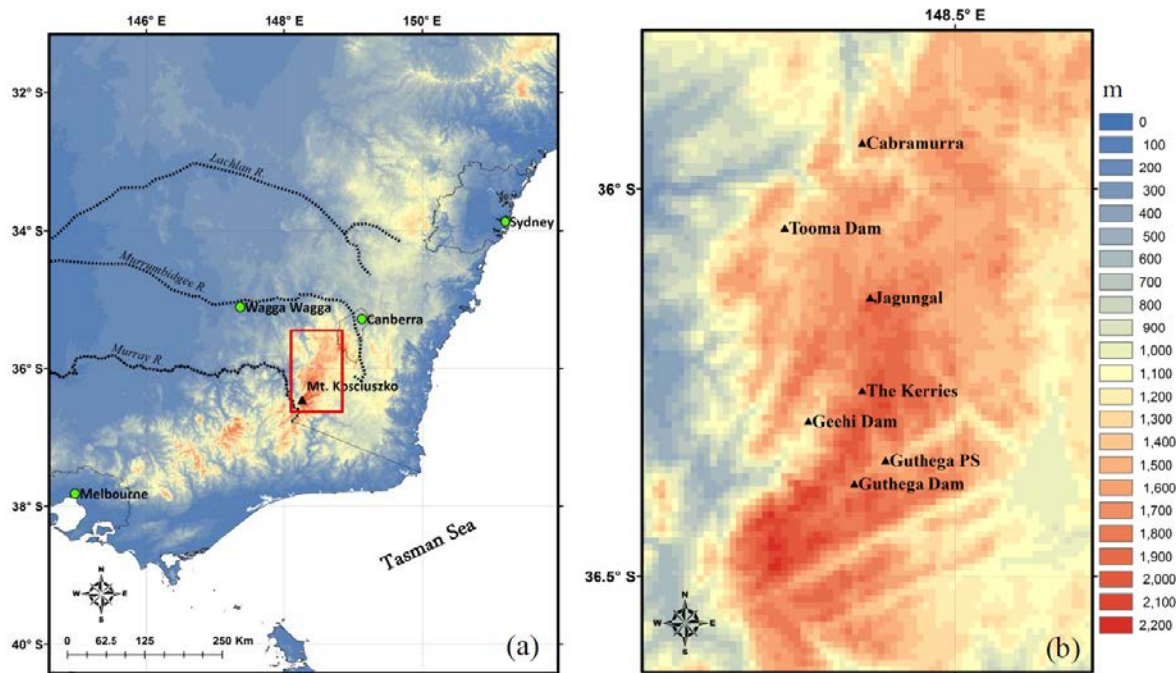 146° E 148° E 150° E
32° S
34° S
36° S
38° S
40° S
Lachlan R.
Sydney
Murrumbidgee R.
Wagga Wagga
Canberra
Murray R.
Mt. Kosciuszko
Melbourne
Tasman Sea
N
W E
S
0 62.5 125 250 Km
(a)
148.5° E
36° S
36.5° S
Cabramurra
Tooma Dam
Jagungal
The Kerries
Geehi Dam
Guthega PS
Guthega Dam
N
W E
S
(b)
m
0
100
200
300
400
500
600
700
800
900
1,000
1,100
1,200
1,300
1,400
1,500
1,600
1,700
1,800
1,900
2,000
2,100
2,200